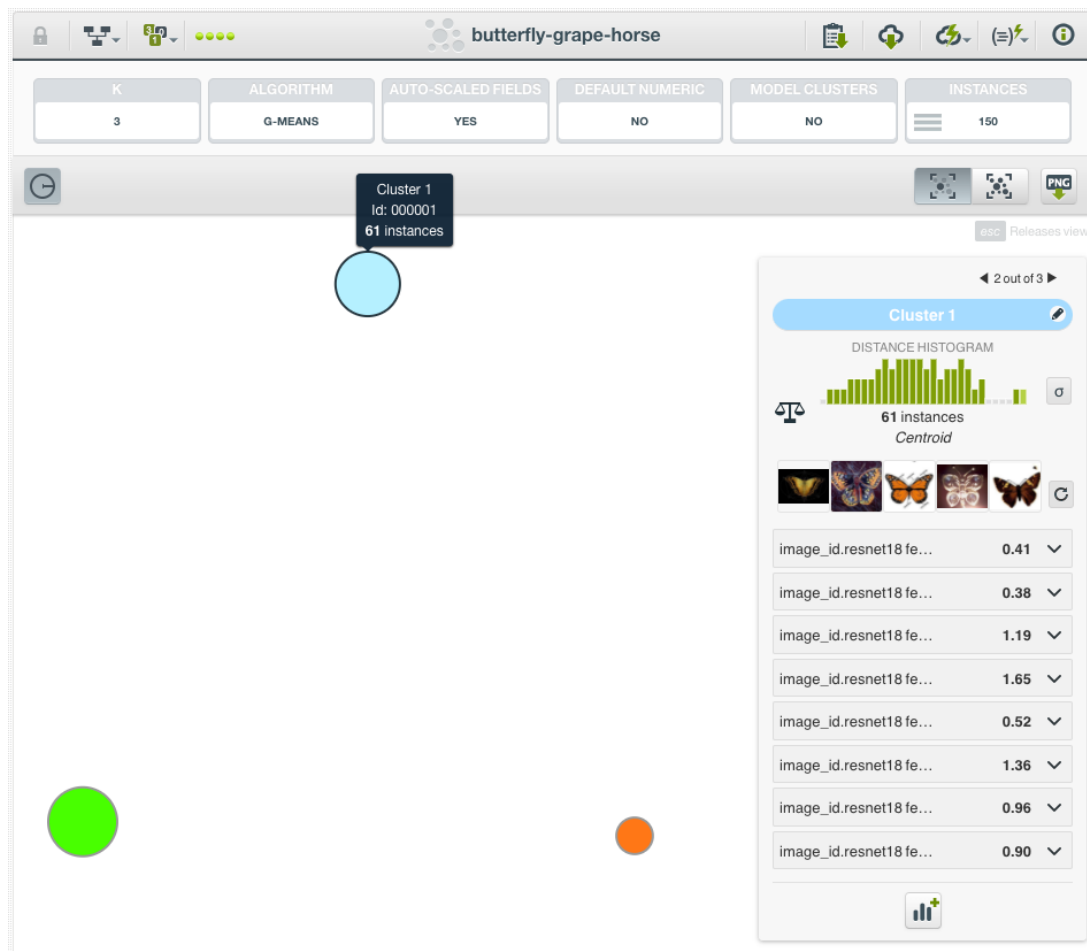 butterfly-grape-horse
K
3
ALGORITHM
G-MEANS
AUTO-SCALED FIELDS
YES
DEFAULT NUMERIC
NO
MODEL CLUSTERS
NO
INSTANCES
150
PNG
Cluster 1
Id: 000001
61 instances
esc Releases view
◀ 2 out of 3 ▶
Cluster 1
DISTANCE HISTOGRAM
σ
61 instances
Centroid
image_id.resnet18 fe... 0.41
image_id.resnet18 fe... 0.38
image_id.resnet18 fe... 1.19
image_id.resnet18 fe... 1.65
image_id.resnet18 fe... 0.52
image_id.resnet18 fe... 1.36
image_id.resnet18 fe... 0.96
image_id.resnet18 fe... 0.90